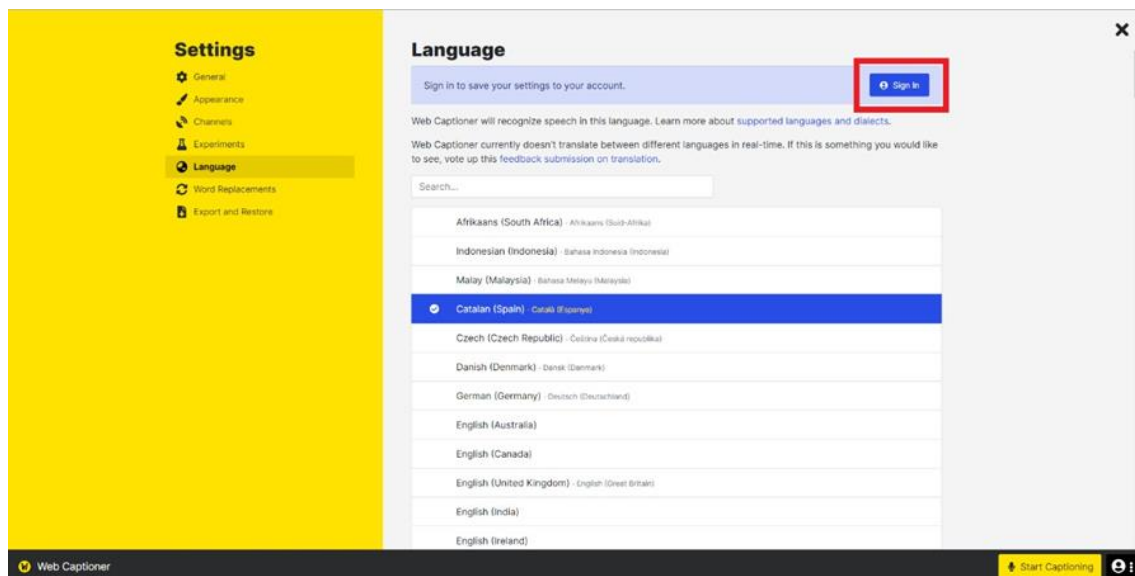 Settings
General
Appearance
Channels
Experiments
Language
Word Replacements
Export and Restore
Language
Sign in to save your settings to your account.
Sign In
Web Captioner will recognize speech in this language. Learn more about supported languages and dialects.
Web Captioner currently doesn't translate between different languages in real-time. If this is something you would like
to see, vote up this feedback submission on translation.
Search...
Afrikaans (South Africa) · Afrikaans (Suid-Afrika)
Indonesian (Indonesia) · Bahasa Indonesia (Indonesia)
Malay (Malaysia) · Bahasa Melayu (Malaysia)
Catalan (Spain) · Català (Espanya)
Czech (Czech Republic) · Čeština (Česká republika)
Danish (Denmark) · Dansk (Danmark)
German (Germany) · Deutsch (Deutschland)
English (Australia)
English (Canada)
English (United Kingdom) · English (Great Britain)
English (India)
English (Ireland)
Web Captioner
Start Captioning